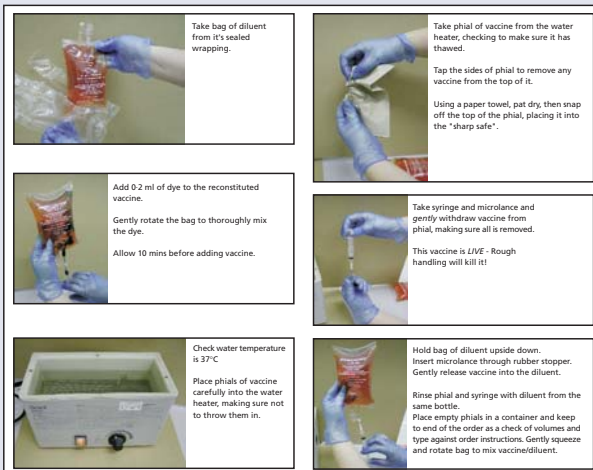 Take bag of diluent
from it's sealed
wrapping.
Add 0·2 ml of dye to the reconstituted
vaccine.
Gently rotate the bag to thoroughly mix
the dye.
Allow 10 mins before adding vaccine.
Check water temperature
is 37°C
Place phials of vaccine
carefully into the water
heater, making sure not
to throw them in.
Take phial of vaccine from the water
heater, checking to make sure it has
thawed.
Tap the sides of phial to remove any
vaccine from the top of it.
Using a paper towel, pat dry, then snap
off the top of the phial, placing it into
the "sharp safe".
Take syringe and microlance and
gently withdraw vaccine from
phial, making sure all is removed.
This vaccine is LIVE - Rough
handling will kill it!
Hold bag of diluent upside down.
Insert microlance through rubber stopper.
Gently release vaccine into the diluent.
Rinse phial and syringe with diluent from the
same bottle.
Place empty phials in a container and keep
to end of the order as a check of volumes and
type against order instructions. Gently squeeze
and rotate bag to mix vaccine/diluent.